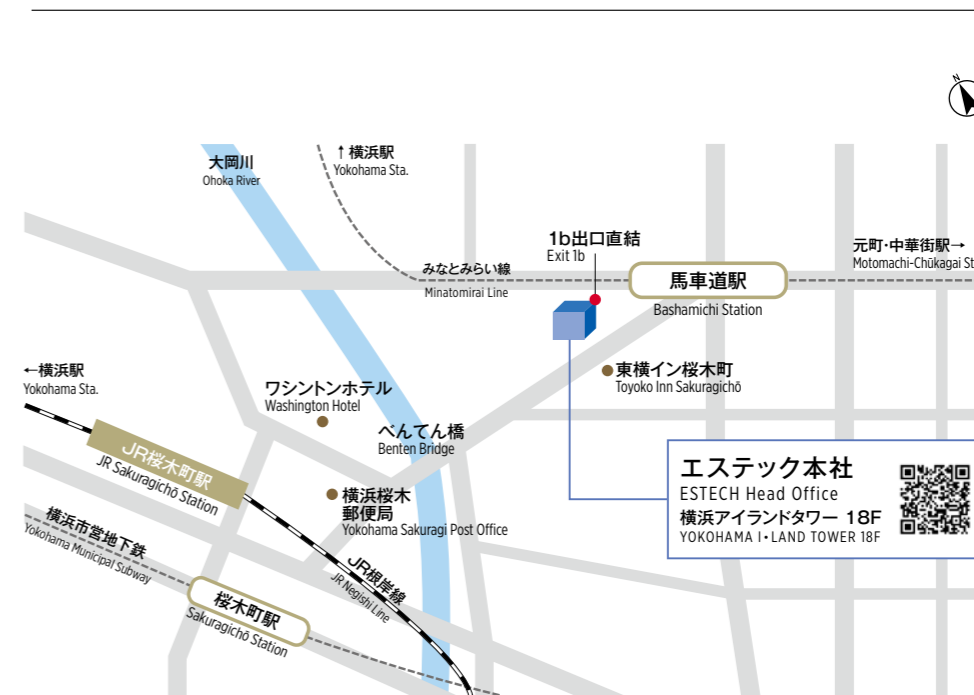 N
大岡川
Ohoka River
↑横浜駅
Yokohama Sta.
1b出口直結
Exit 1b
みなとみらい線
Minatomirai Line
馬車道駅
Bashamichi Station
元町・中華街駅→
Motomachi-Chūkagai St
←横浜駅
Yokohama Sta.
東横イン桜木町
Toyoko Inn Sakuragichō
ワシントンホテル
Washington Hotel
べんてん橋
Benten Bridge
JR桜木町駅
JR Sakuragichō Station
横浜桜木
郵便局
Yokohama Sakuragi Post Office
エステック本社
ESTECH Head Office
横浜アイランドタワー 18F
YOKOHAMA I・LAND TOWER 18F
横浜市営地下鉄
Yokohama Municipal Subway
JR根岸線
JR Negishi Line
桜木町駅
Sakuragichō Station